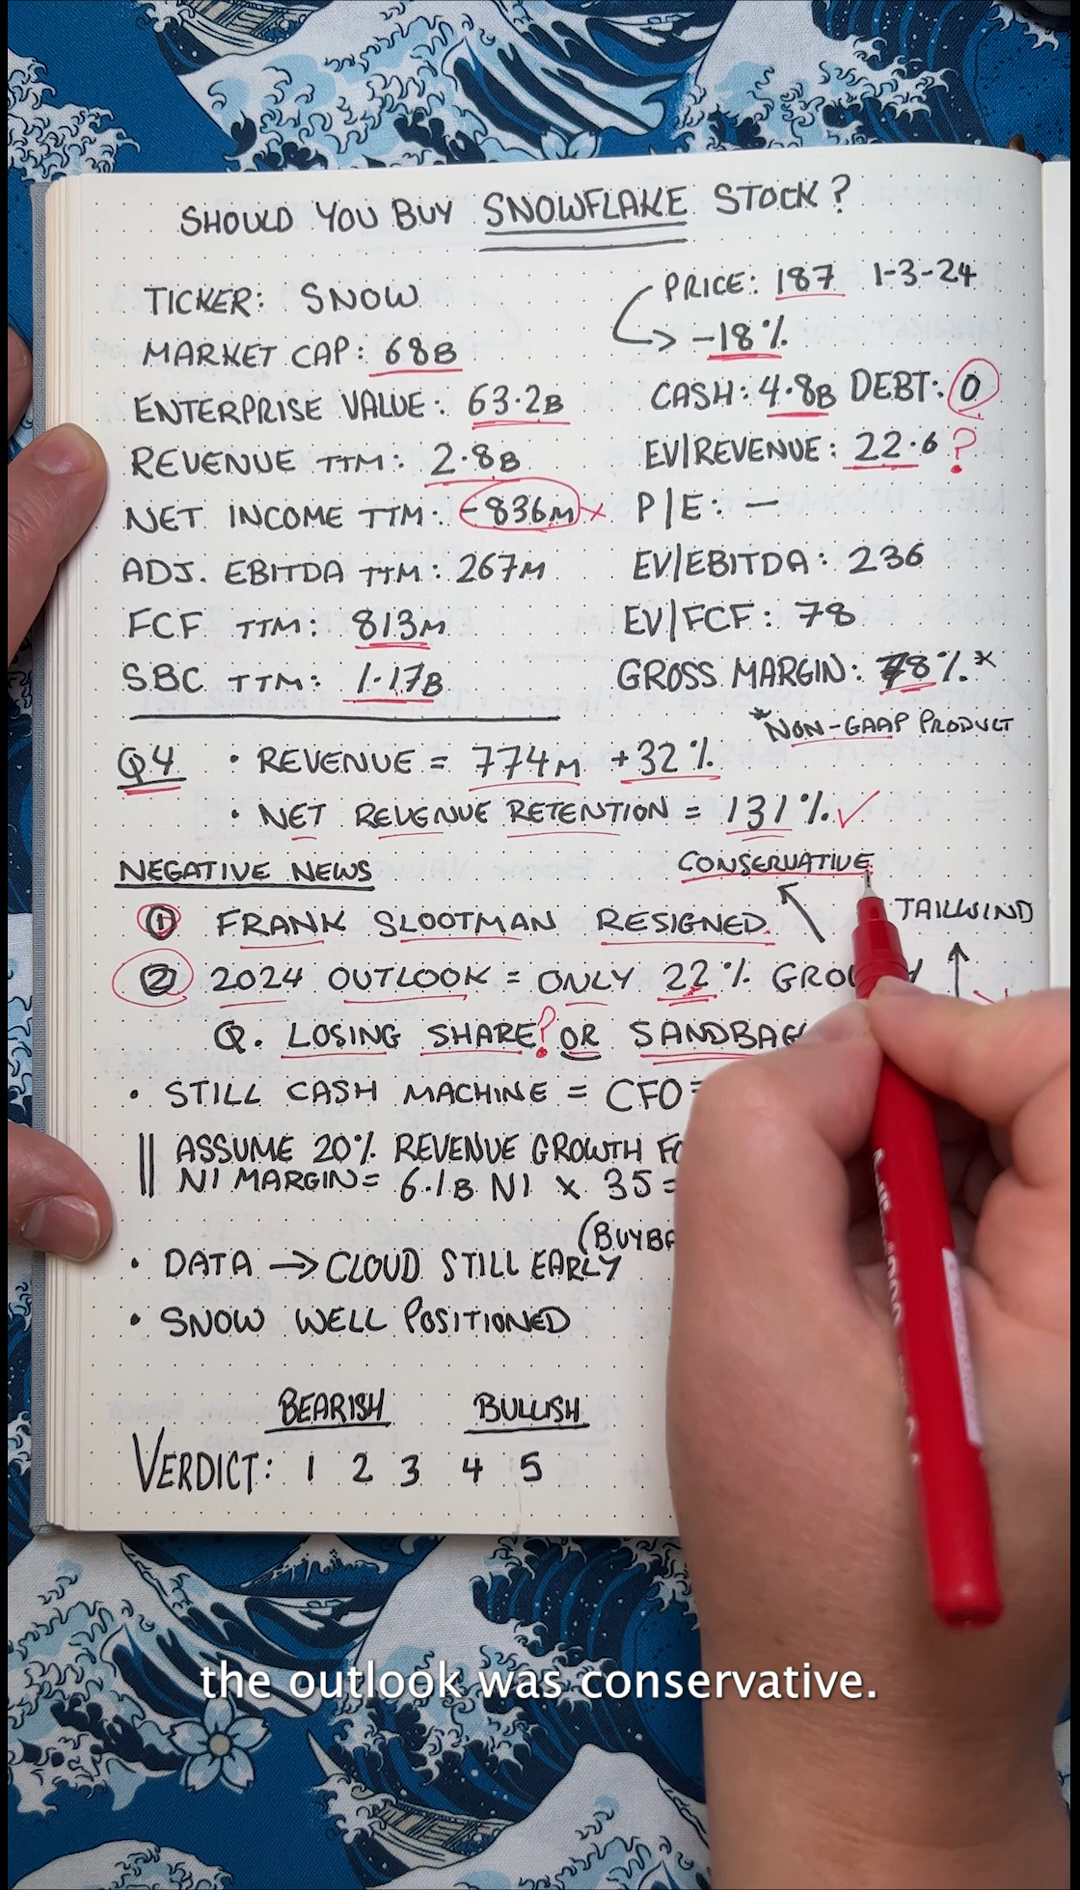 SHOULD YOU BUY SNOWFLAKE STOCK?
TICKER: SNOW
PRICE: 187 1-3-24
MARKET CAP: 68B
-18%
ENTERPRISE VALUE: 63.2B
CASH: 4.8B DEBT: 0
REVENUE TTM: 2.8B
EV/REVENUE: 22.6 ?
NET INCOME TTM: -836M x
P/E: —
ADJ. EBITDA TTM: 267M
EV/EBITDA: 236
FCF TTM: 813M
EV/FCF: 78
SBC TTM: 1.17B
GROSS MARGIN: 78%*
*NON-GAAP PRODUCT
Q4 • REVENUE = 774M +32%
• NET REVENUE RETENTION = 131% ✓
NEGATIVE NEWS
CONSERVATIVE
① FRANK SLOOTMAN RESIGNED
TAILWIND
② 2024 OUTLOOK = ONLY 22% GRO
Q. LOSING SHARE? OR SANDBAG
• STILL CASH MACHINE = CFO =
ASSUME 20% REVENUE GROWTH FO
NI MARGIN = 6.1B NI x 35 =
(BUYBA
• DATA → CLOUD STILL EARLY
• SNOW WELL POSITIONED
BEARISH BULLISH
VERDICT: 1 2 3 4 5
the outlook was conservative.